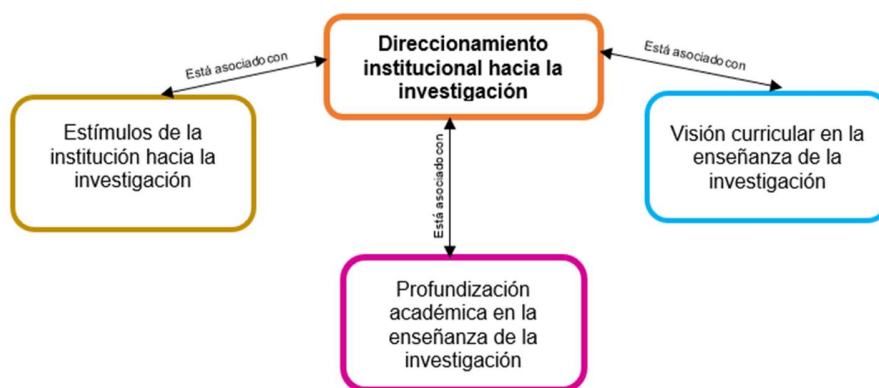 Direccionamiento
institucional hacia la
investigación
Está asociado con
Está asociado con
Estímulos de la
institución hacia la
investigación
Visión curricular en la
enseñanza de la
investigación
Está asociado con
Profundización
académica en la
enseñanza de la
investigación